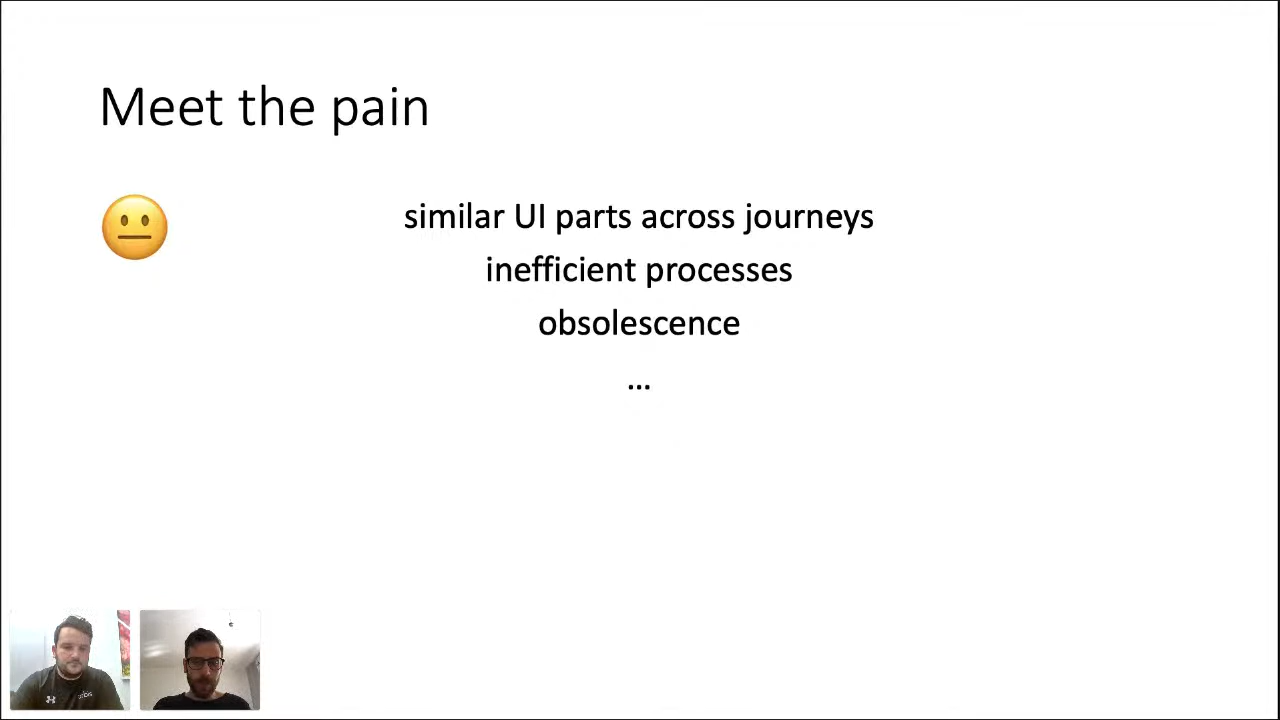 Meet the pain
similar UI parts across journeys
inefficient processes
obsolescence
...